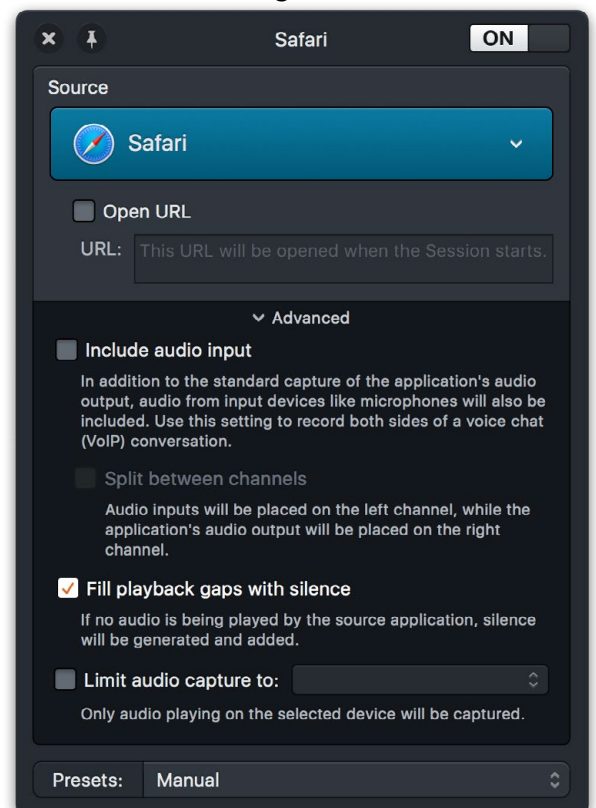 Safari
ON
Source
Safari
Open URL
URL: This URL will be opened when the Session starts.
Advanced
Include audio input
In addition to the standard capture of the application's audio
output, audio from input devices like microphones will also be
included. Use this setting to record both sides of a voice chat
(VoIP) conversation.
Split between channels
Audio inputs will be placed on the left channel, while the
application's audio output will be placed on the right
channel.
Fill playback gaps with silence
If no audio is being played by the source application, silence
will be generated and added.
Limit audio capture to:
Only audio playing on the selected device will be captured.
Presets: Manual